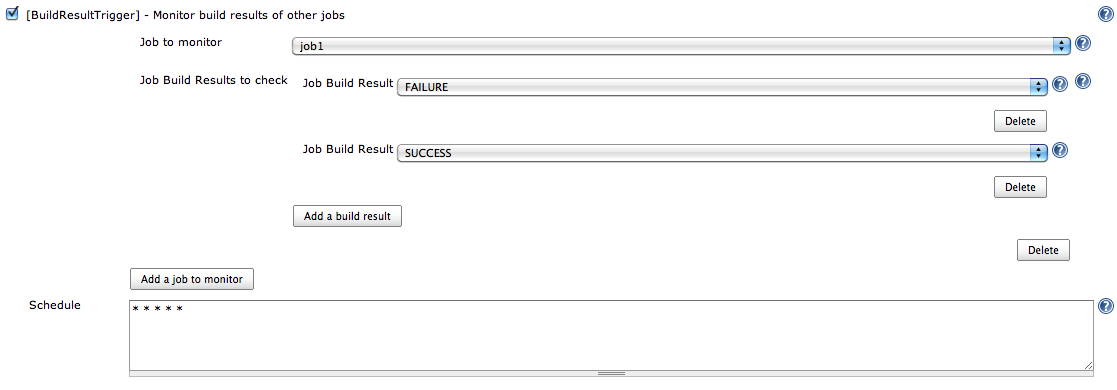 [BuildResultTrigger] - Monitor build results of other jobs
Job to monitor
job1
Job Build Results to check
Job Build Result
FAILURE
Delete
Job Build Result
SUCCESS
Delete
Add a build result
Delete
Add a job to monitor
Schedule
* * * * *